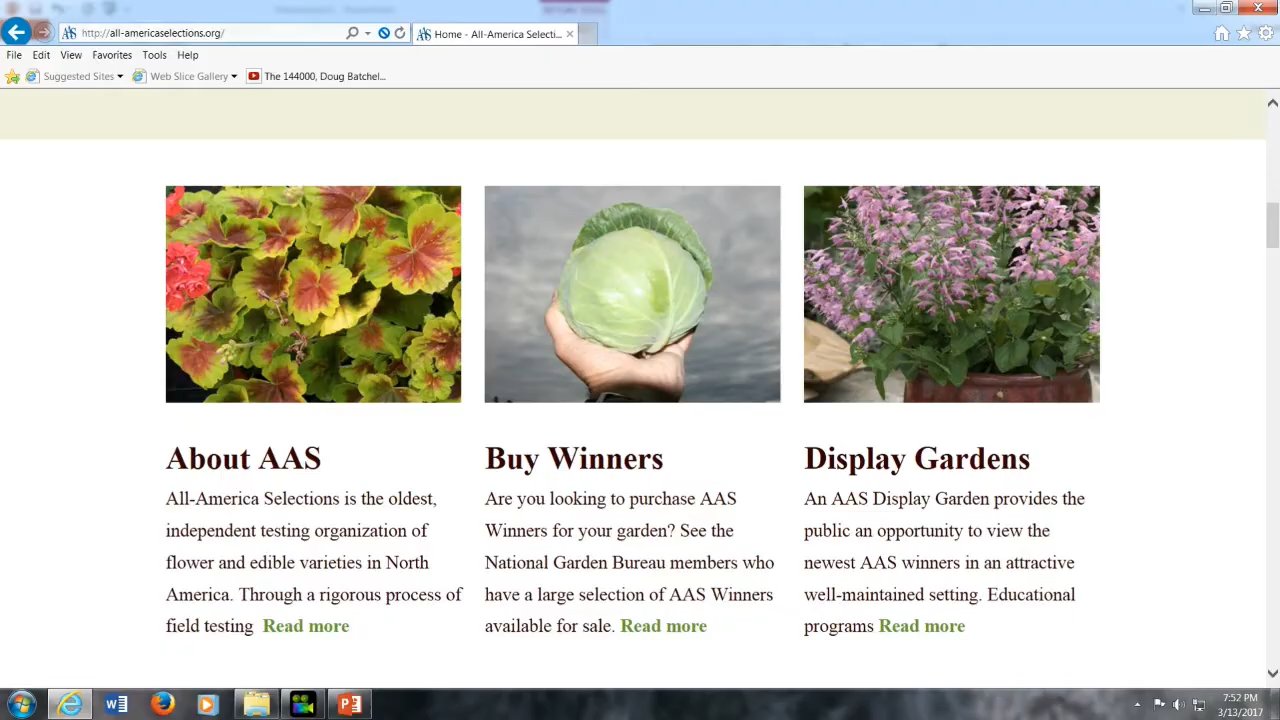 http://all-americaselections.org/
Home - All-America Selecti...
File Edit View Favorites Tools Help
Suggested Sites Web Slice Gallery The 144000, Doug Batchel...
About AAS
All-America Selections is the oldest,
independent testing organization of
flower and edible varieties in North
America. Through a rigorous process of
field testing Read more
Buy Winners
Are you looking to purchase AAS
Winners for your garden? See the
National Garden Bureau members who
have a large selection of AAS Winners
available for sale. Read more
Display Gardens
An AAS Display Garden provides the
public an opportunity to view the
newest AAS winners in an attractive
well-maintained setting. Educational
programs Read more
7:52 PM
3/13/2017